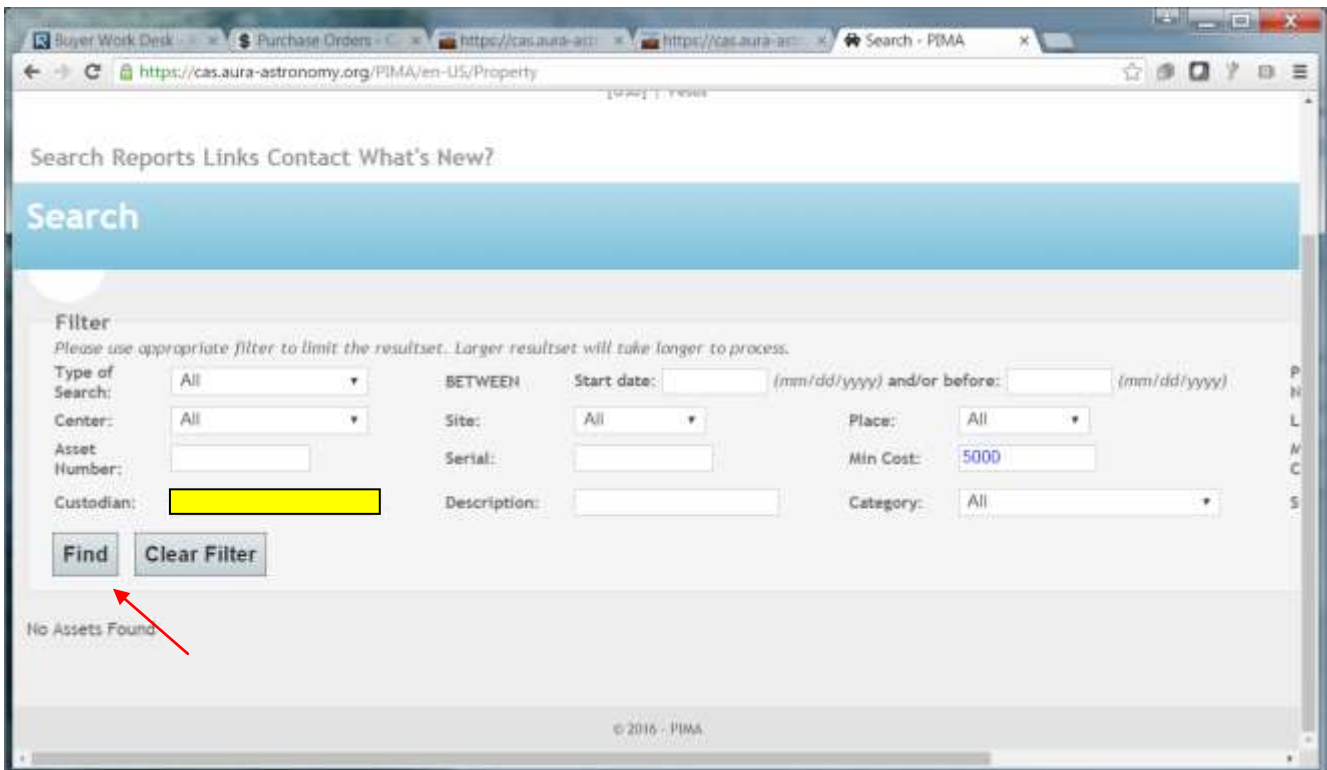 Buyer Work Desk
Purchase Orders - C
https://cas.aura-ast
https://cas.aura-ast
Search - PIMA
https://cas.aura-astronomy.org/PIMA/en-US/Property
Search Reports Links Contact What's New?
Search
Filter
Please use appropriate filter to limit the resultset. Larger resultset will take longer to process.
Type of Search: All BETWEEN Start date: (mm/dd/yyyy) and/or before: (mm/dd/yyyy) P N
Center: All Site: All Place: All L
Asset Number: Serial: Min Cost: 5000 M C
Custodian: Description: Category: All S
Find Clear Filter
No Assets Found
© 2016 - PIMA